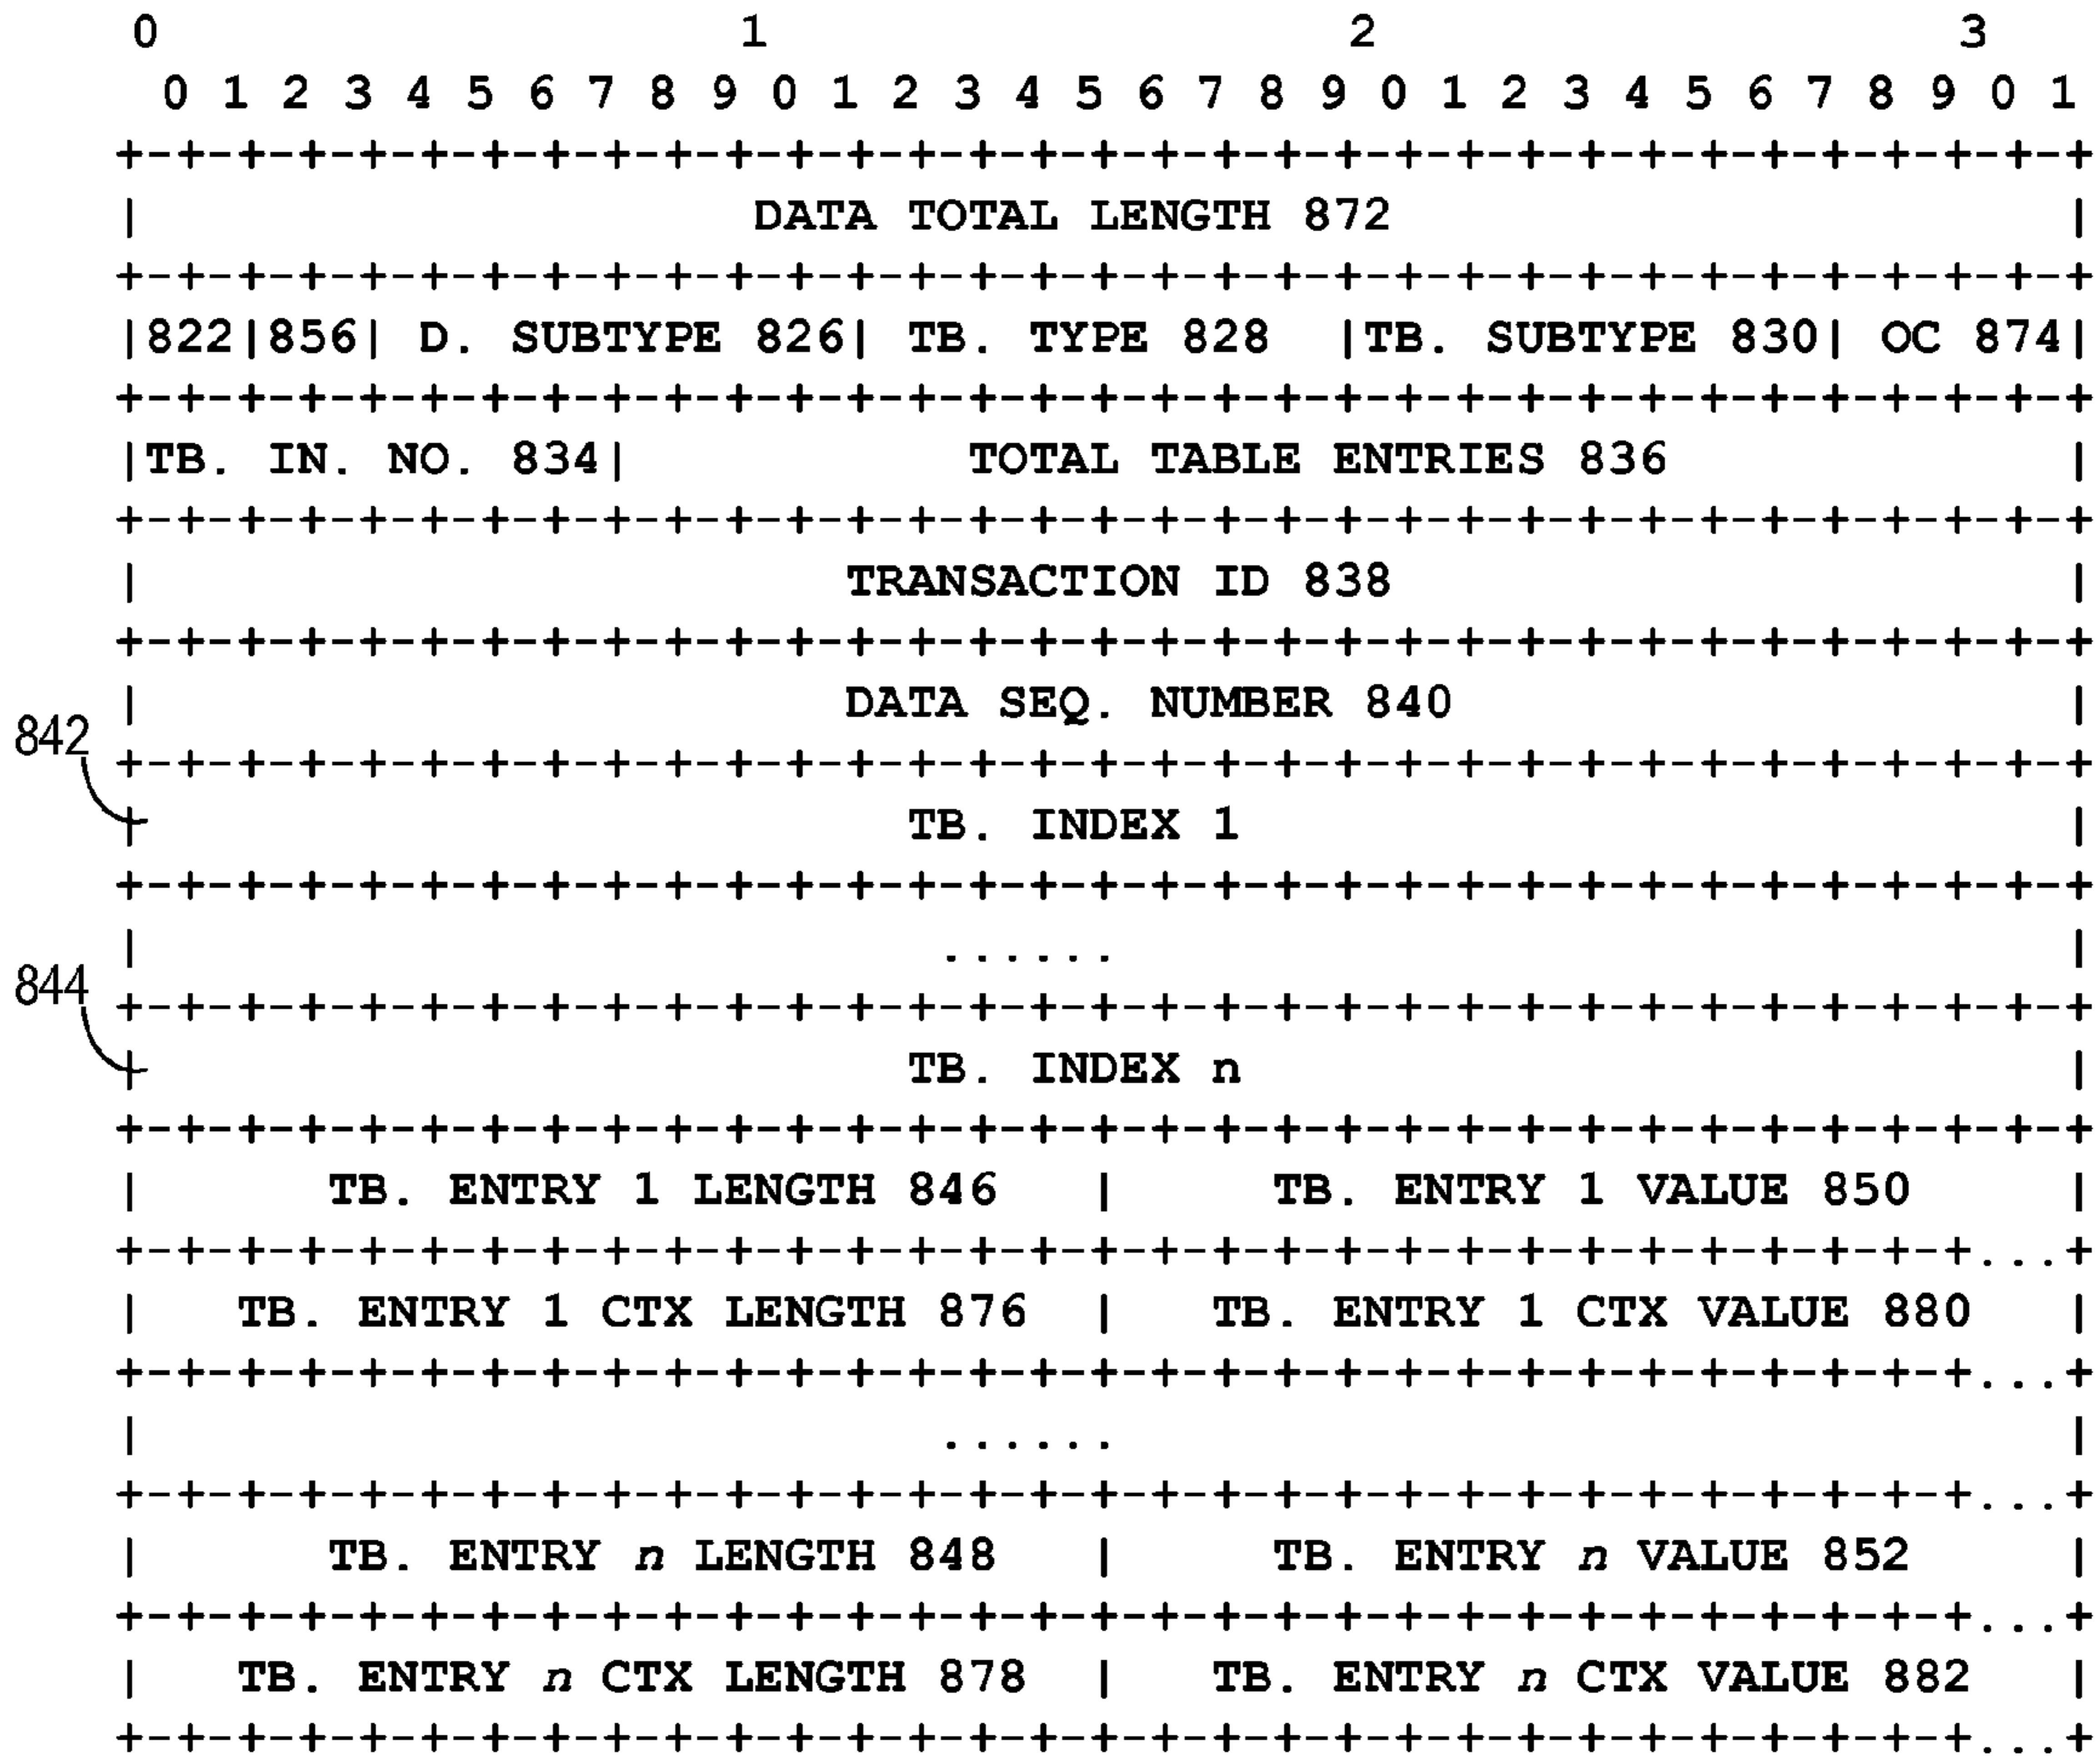 0 1 2 3
0 1 2 3 4 5 6 7 8 9 0 1 2 3 4 5 6 7 8 9 0 1 2 3 4 5 6 7 8 9 0 1
+-+-+-+-+-+-+-+-+-+-+-+-+-+-+-+-+-+-+-+-+-+-+-+-+-+-+-+-+-+-+-+-+
| DATA TOTAL LENGTH 872 |
+-+-+-+-+-+-+-+-+-+-+-+-+-+-+-+-+-+-+-+-+-+-+-+-+-+-+-+-+-+-+-+-+
|822|856| D. SUBTYPE 826| TB. TYPE 828 |TB. SUBTYPE 830| OC 874|
+-+-+-+-+-+-+-+-+-+-+-+-+-+-+-+-+-+-+-+-+-+-+-+-+-+-+-+-+-+-+-+-+
|TB. IN. NO. 834| TOTAL TABLE ENTRIES 836 |
+-+-+-+-+-+-+-+-+-+-+-+-+-+-+-+-+-+-+-+-+-+-+-+-+-+-+-+-+-+-+-+-+
| TRANSACTION ID 838 |
+-+-+-+-+-+-+-+-+-+-+-+-+-+-+-+-+-+-+-+-+-+-+-+-+-+-+-+-+-+-+-+-+
| DATA SEQ. NUMBER 840 |
842
+-+-+-+-+-+-+-+-+-+-+-+-+-+-+-+-+-+-+-+-+-+-+-+-+-+-+-+-+-+-+-+-+
TB. INDEX 1 |
+-+-+-+-+-+-+-+-+-+-+-+-+-+-+-+-+-+-+-+-+-+-+-+-+-+-+-+-+-+-+-+-+
| ...... |
844
+-+-+-+-+-+-+-+-+-+-+-+-+-+-+-+-+-+-+-+-+-+-+-+-+-+-+-+-+-+-+-+-+
TB. INDEX n |
+-+-+-+-+-+-+-+-+-+-+-+-+-+-+-+-+-+-+-+-+-+-+-+-+-+-+-+-+-+-+-+-+
| TB. ENTRY 1 LENGTH 846 | TB. ENTRY 1 VALUE 850 |
+-+-+-+-+-+-+-+-+-+-+-+-+-+-+-+-+-+-+-+-+-+-+-+-+-+-+-+-+-+-+...+
| TB. ENTRY 1 CTX LENGTH 876 | TB. ENTRY 1 CTX VALUE 880 |
+-+-+-+-+-+-+-+-+-+-+-+-+-+-+-+-+-+-+-+-+-+-+-+-+-+-+-+-+-+-+...+
| ...... |
+-+-+-+-+-+-+-+-+-+-+-+-+-+-+-+-+-+-+-+-+-+-+-+-+-+-+-+-+-+-+...+
| TB. ENTRY n LENGTH 848 | TB. ENTRY n VALUE 852 |
+-+-+-+-+-+-+-+-+-+-+-+-+-+-+-+-+-+-+-+-+-+-+-+-+-+-+-+-+-+-+...+
| TB. ENTRY n CTX LENGTH 878 | TB. ENTRY n CTX VALUE 882 |
+-+-+-+-+-+-+-+-+-+-+-+-+-+-+-+-+-+-+-+-+-+-+-+-+-+-+-+-+-+-+...+